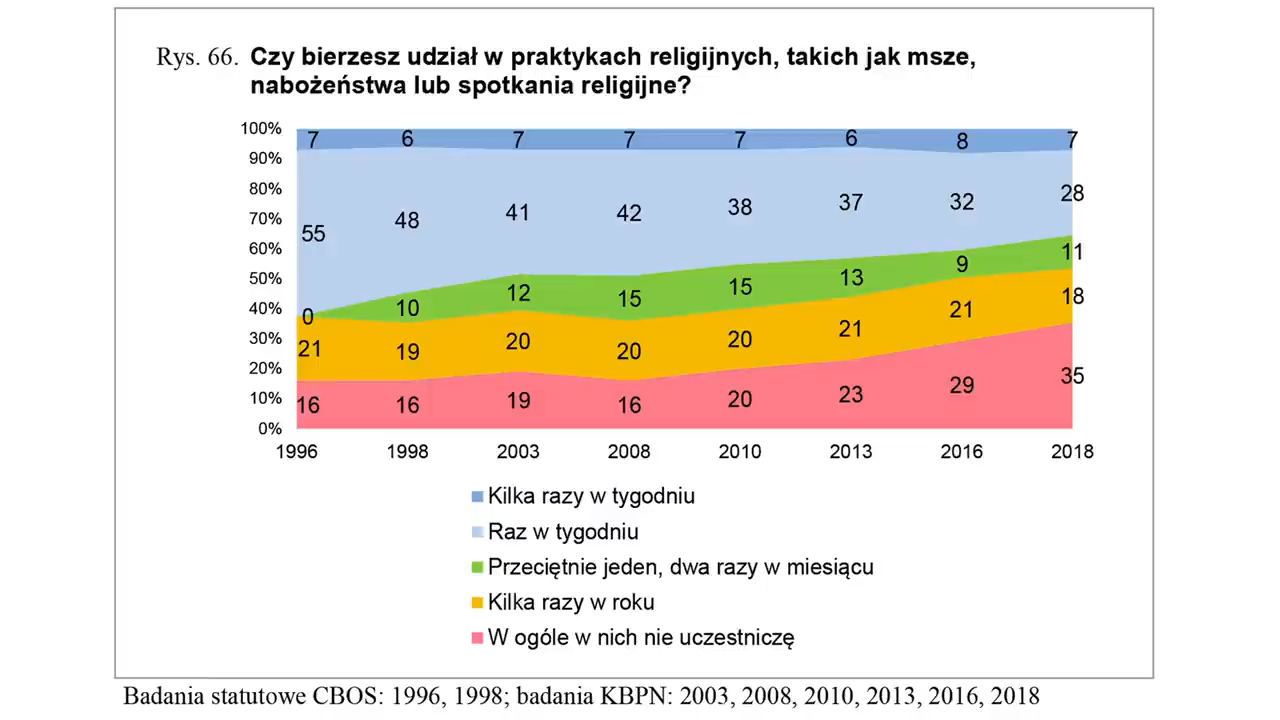 Rys. 66. Czy bierzesz udział w praktykach religijnych, takich jak msze,
nabożeństwa lub spotkania religijne?
100%
90%
80%
70%
60%
50%
40%
30%
20%
10%
0%
7 6 7 7 7 6 8 7
55 48 41 42 38 37 32 28
0 10 12 15 15 13 9 11
21 19 20 20 20 21 21 18
16 16 19 16 20 23 29 35
1996 1998 2003 2008 2010 2013 2016 2018
Kilka razy w tygodniu
Raz w tygodniu
Przeciętnie jeden, dwa razy w miesiącu
Kilka razy w roku
W ogóle w nich nie uczestniczę
Badania statutowe CBOS: 1996, 1998; badania KBPN: 2003, 2008, 2010, 2013, 2016, 2018